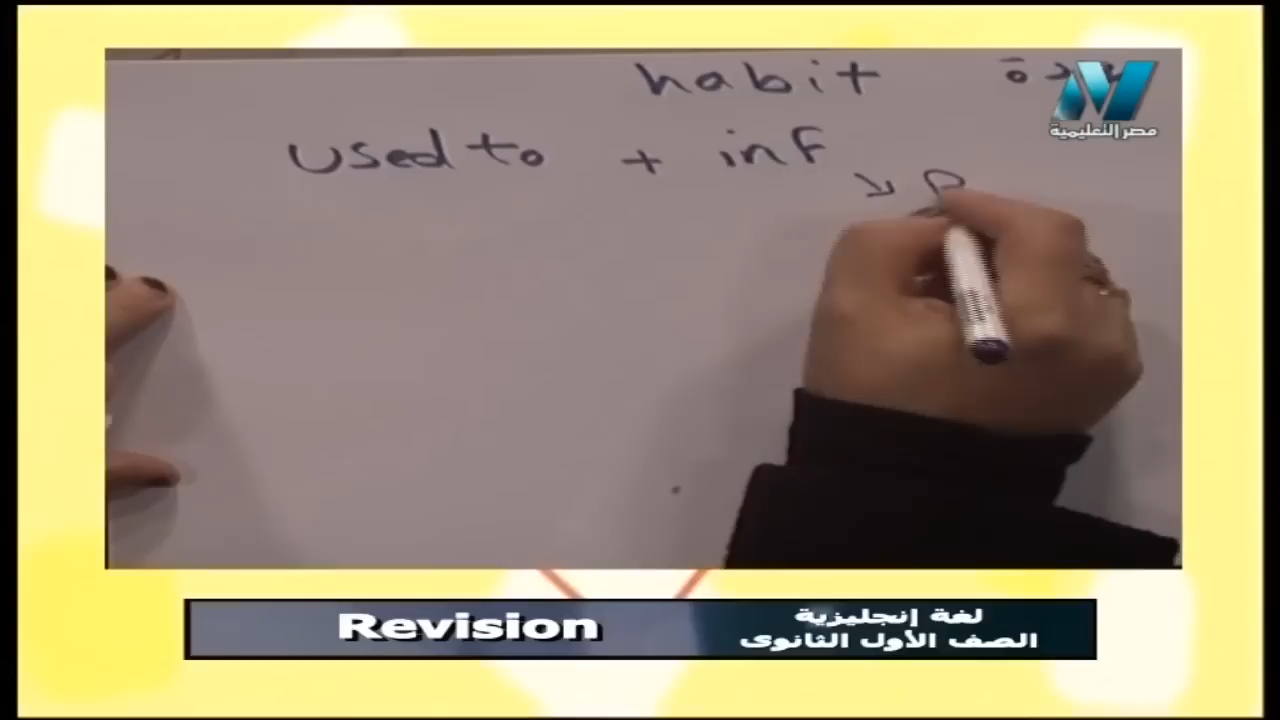 habit
used to + inf
↘ P
مصر التعليمية
Revision
لغة إنجليزية
الصف الأول الثانوى